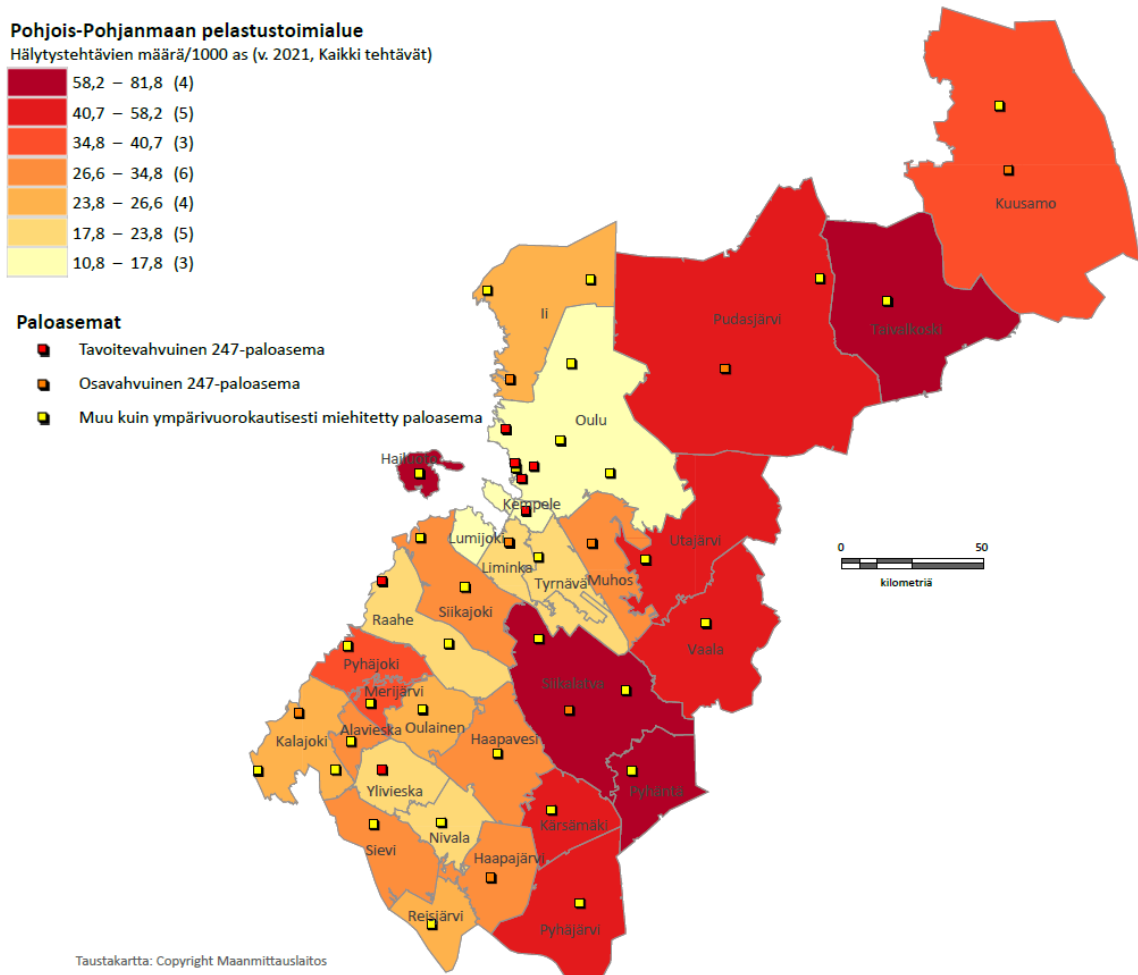 Pohjois-Pohjanmaan pelastustoimialue
Hälytystehtävien määrä/1000 as (v. 2021, Kaikki tehtävät)
58,2 – 81,8 (4)
40,7 – 58,2 (5)
34,8 – 40,7 (3)
26,6 – 34,8 (6)
23,8 – 26,6 (4)
17,8 – 23,8 (5)
10,8 – 17,8 (3)
Paloasemat
Tavoitevahvuinen 247-paloasema
Osavahvuinen 247-paloasema
Muu kuin ympärivuorokautisesti miehitetty paloasema
Kuusamo
Ii
Pudasjärvi
Taivalkoski
Oulu
Hailuoto
Kempele
Lumijoki
Utajärvi
Liminka
Tyrnävä
Muhos
0 50
kilometriä
Siikajoki
Raahe
Vaala
Pyhäjoki
Siikalatva
Merijärvi
Alavieska
Oulainen
Kalajoki
Haapavesi
Ylivieska
Pyhäntä
Kärsämäki
Nivala
Sievi
Haapajärvi
Reisjärvi
Pyhäjärvi
Taustakartta: Copyright Maanmittauslaitos